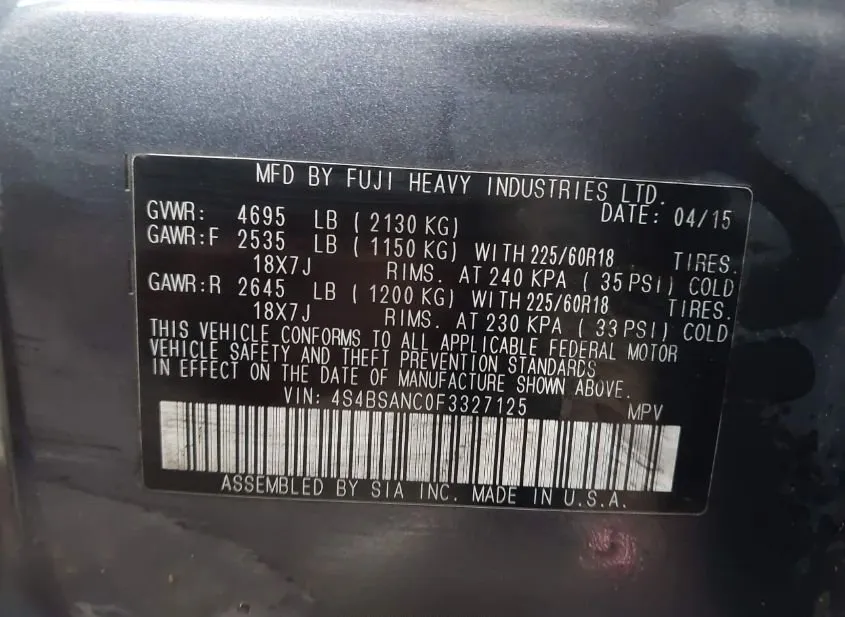 MFD BY FUJI HEAVY INDUSTRIES LTD.
DATE: 04/15
GVWR: 4695 LB ( 2130 KG)
GAWR:F 2535 LB ( 1150 KG) WITH 225/60R18 TIRES.
18X7J RIMS. AT 240 KPA ( 35 PSI) COLD
GAWR:R 2645 LB ( 1200 KG) WITH 225/60R18 TIRES.
18X7J RIMS. AT 230 KPA ( 33 PSI) COLD
THIS VEHICLE CONFORMS TO ALL APPLICABLE FEDERAL MOTOR
VEHICLE SAFETY AND THEFT PREVENTION STANDARDS
IN EFFECT ON THE DATE OF MANUFACTURE SHOWN ABOVE.
VIN: 4S4BSANC0F3327125 MPV
ASSEMBLED BY SIA INC. MADE IN U.S.A.